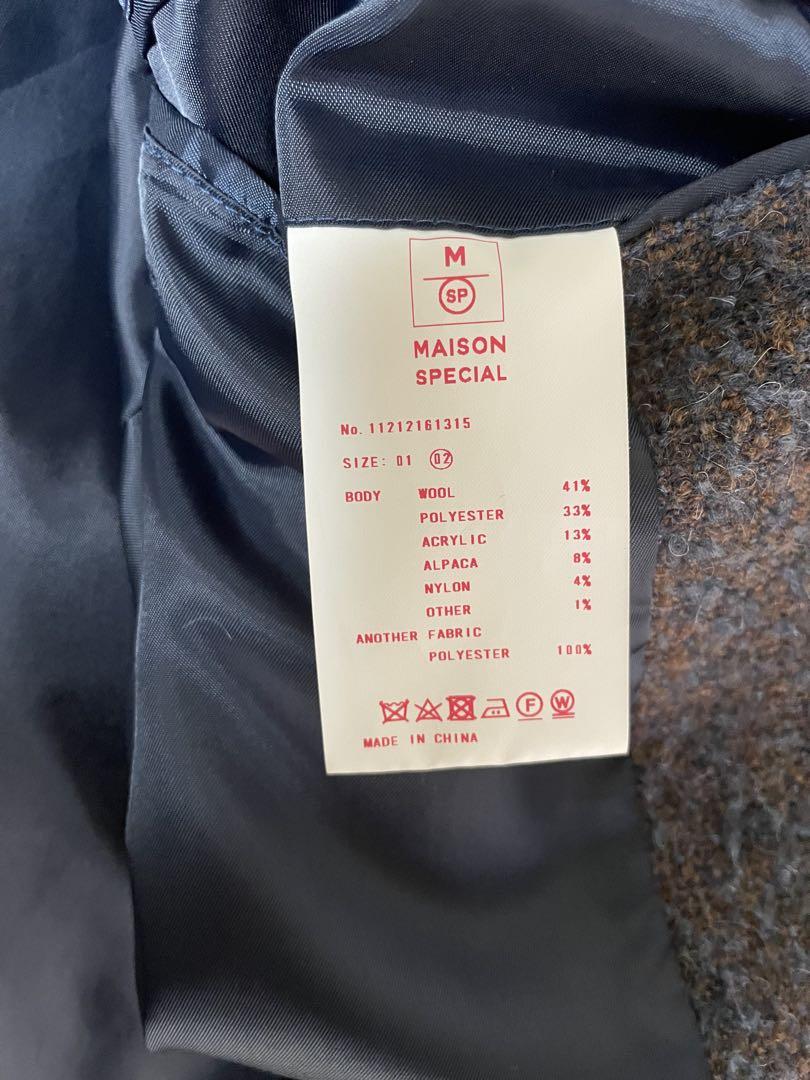 M
SP
MAISON
SPECIAL
No. 11212161315
SIZE: 01 02
BODY WOOL 41%
POLYESTER 33%
ACRYLIC 13%
ALPACA 8%
NYLON 4%
OTHER 1%
ANOTHER FABRIC
POLYESTER 100%
F W
MADE IN CHINA